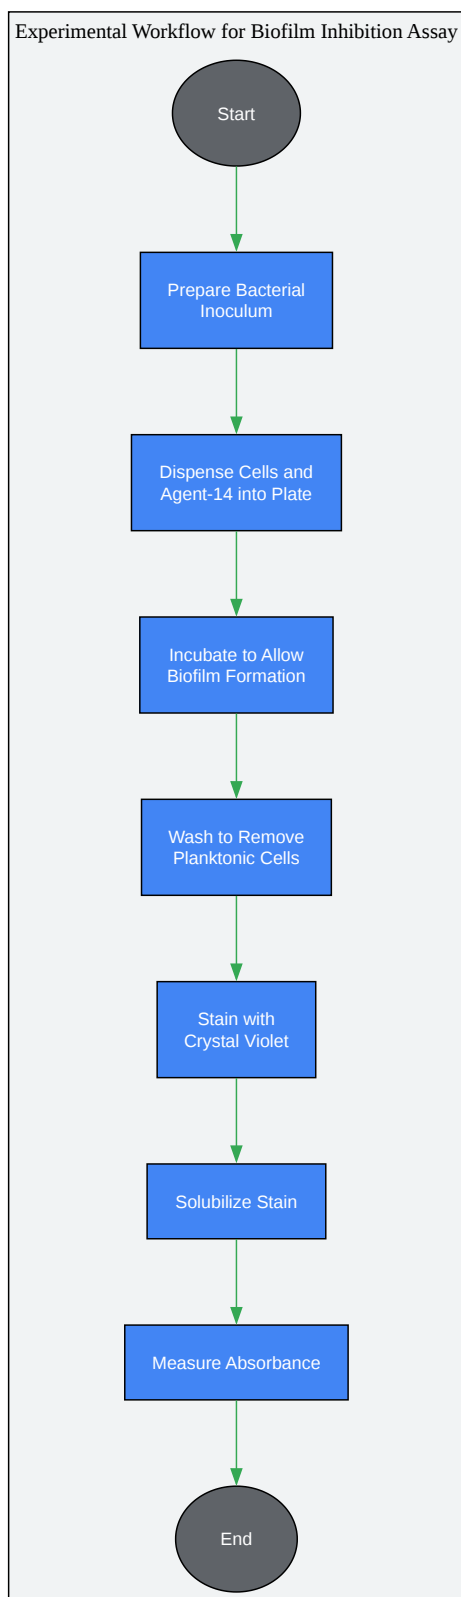 Experimental Workflow for Biofilm Inhibition Assay
Start
Prepare Bacterial
Inoculum
Dispense Cells and
Agent-14 into Plate
Incubate to Allow
Biofilm Formation
Wash to Remove
Planktonic Cells
Stain with
Crystal Violet
Solubilize Stain
Measure Absorbance
End